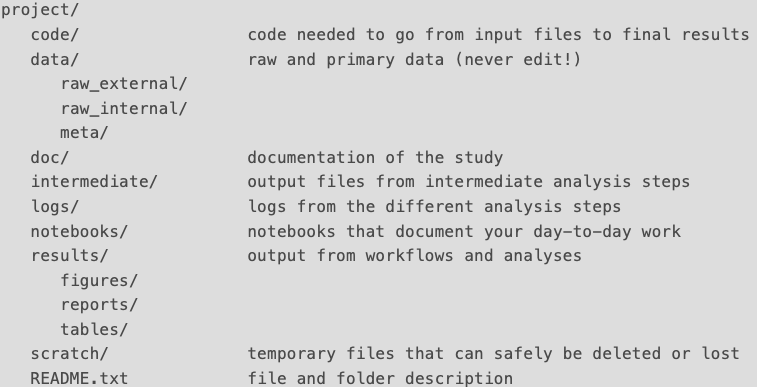 project/
   code/                 code needed to go from input files to final results
   data/                 raw and primary data (never edit!)
      raw_external/
      raw_internal/
      meta/
   doc/                  documentation of the study
   intermediate/         output files from intermediate analysis steps
   logs/                 logs from the different analysis steps
   notebooks/            notebooks that document your day-to-day work
   results/              output from workflows and analyses
      figures/
      reports/
      tables/
   scratch/              temporary files that can safely be deleted or lost
   README.txt            file and folder description